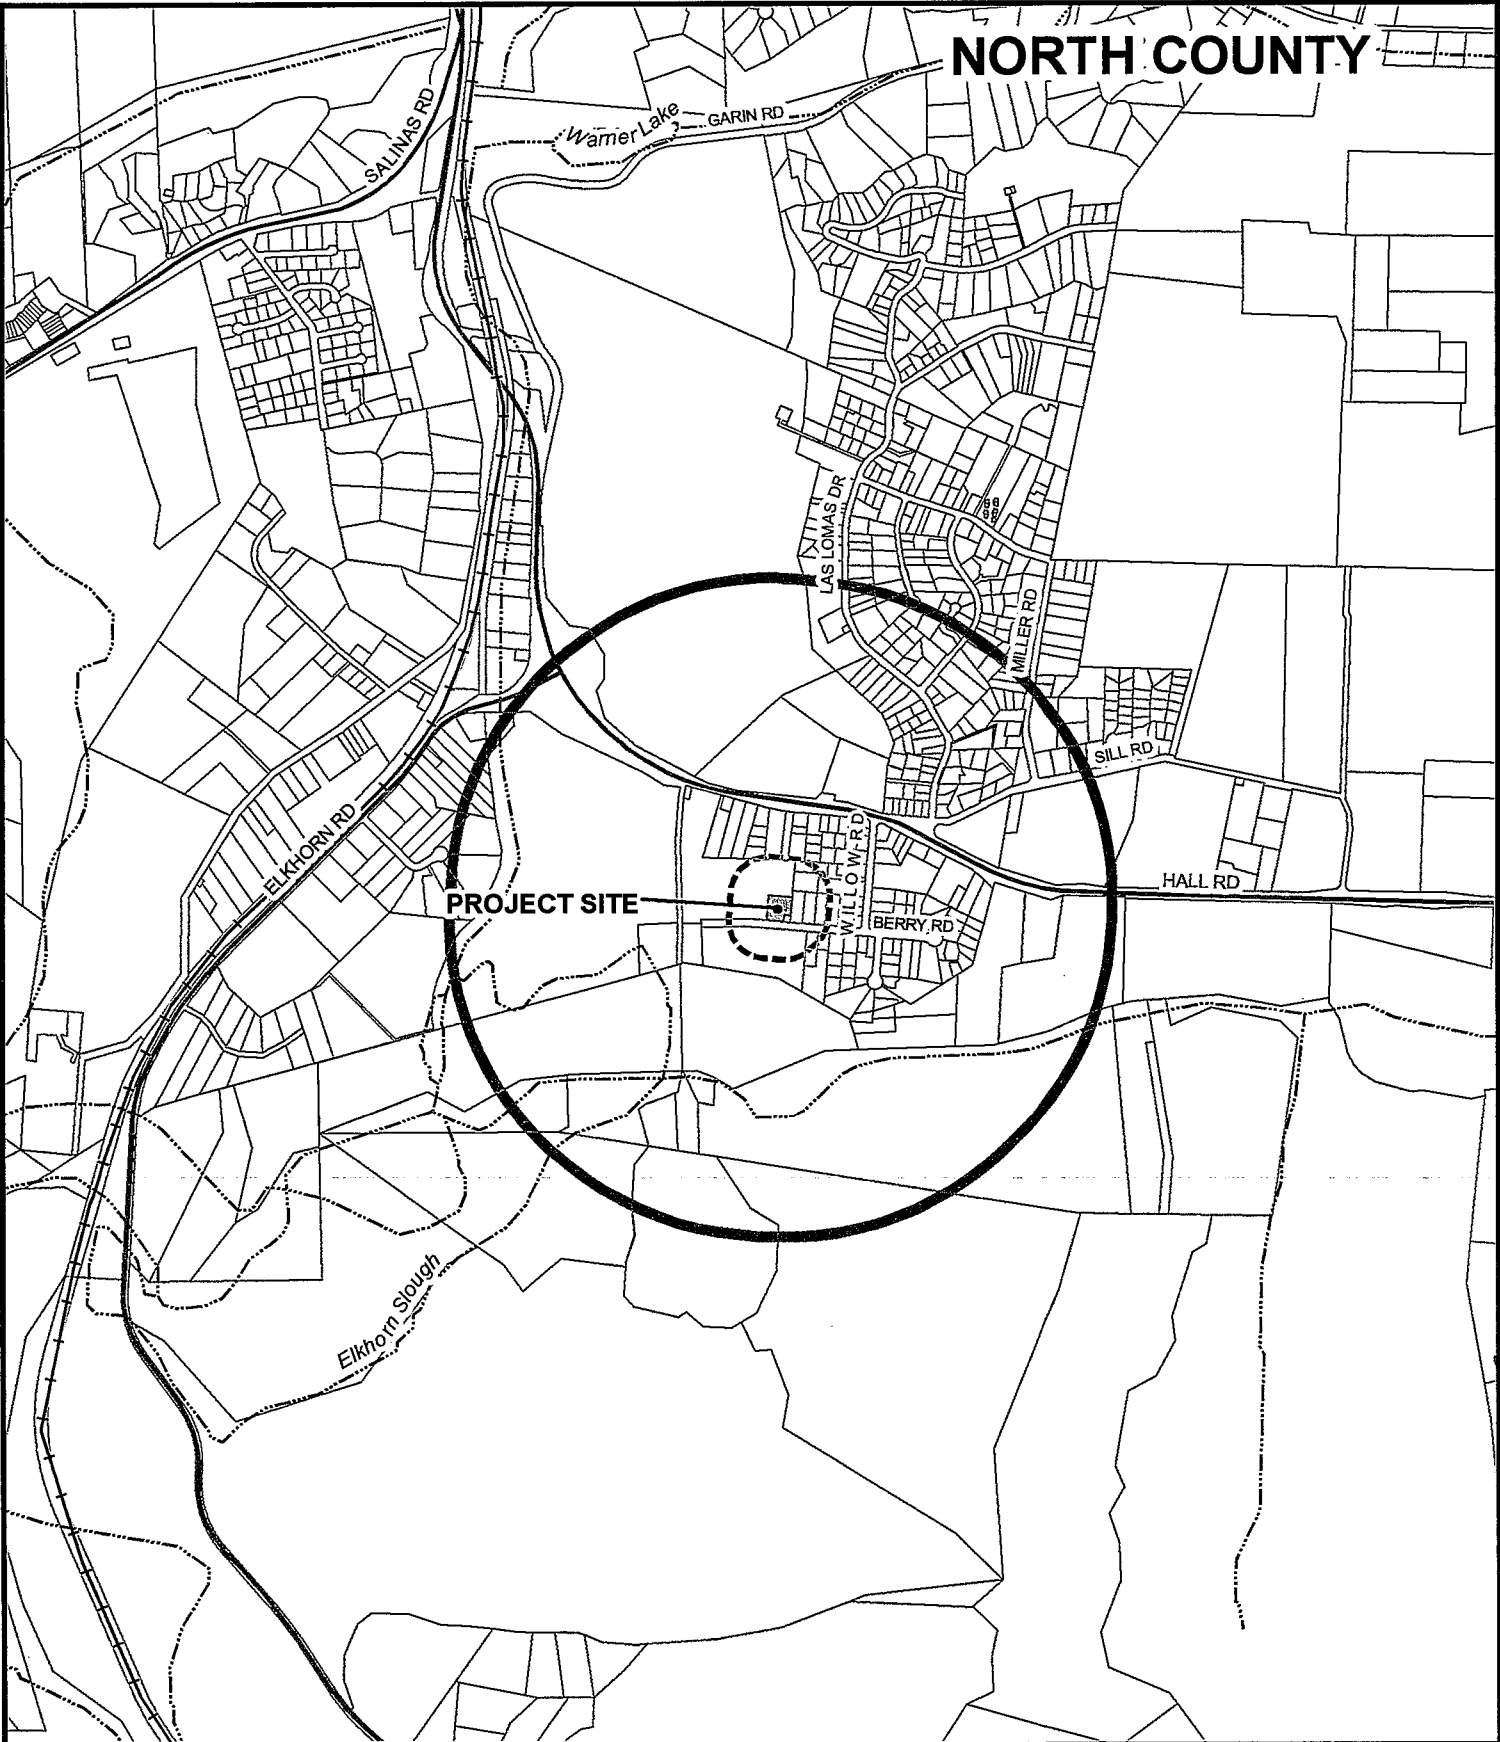 NORTH COUNTY
SALINAS RD
Warner Lake
GARIN RD
LAS LOMAS DR
MILLER RD
SILL RD
ELKHORN RD
WILLOW RD
HALL RD
PROJECT SITE
BERRY RD
Elkhorn Slough